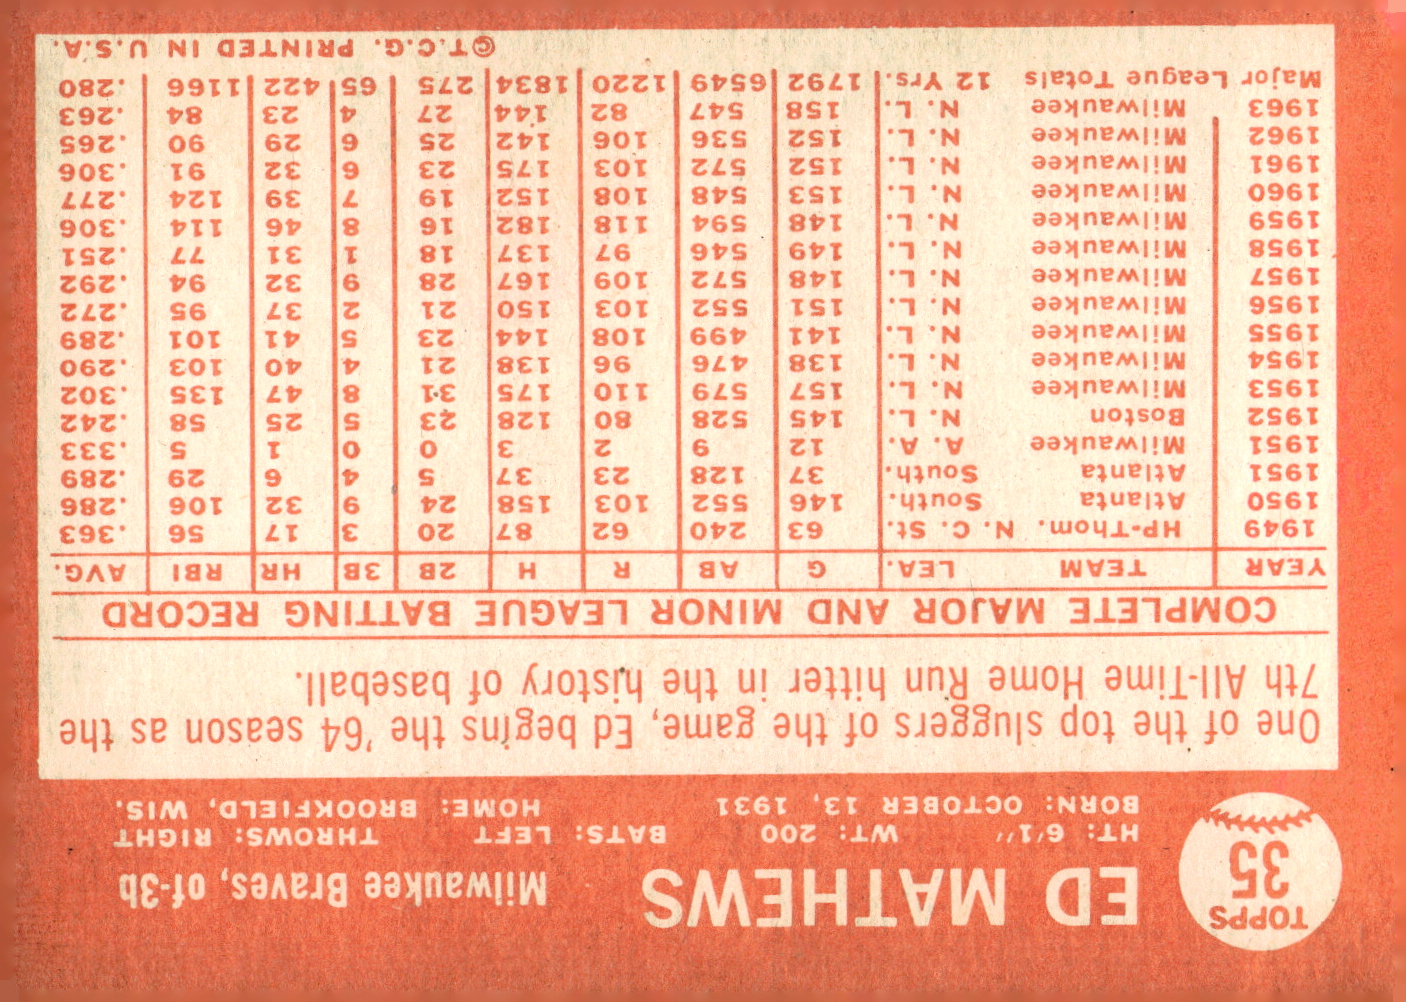 TOPPS
35
ED MATHEWS
Milwaukee Braves, of-3b
HT: 6'1" WT: 200 BATS: LEFT THROWS: RIGHT
BORN: OCTOBER 13, 1931 HOME: BROOKFIELD, WIS.
One of the top sluggers of the game, Ed begins the '64 season as the
7th All-Time Home Run hitter in the history of baseball.
COMPLETE MAJOR AND MINOR LEAGUE BATTING RECORD
YEAR TEAM LEA. G AB R H 2B 3B HR RBI AVG.
1949 HP-Thom. N. C. St. 63 240 62 87 20 3 17 56 .363
1950 Atlanta South. 146 552 103 158 24 9 32 106 .286
1951 Atlanta South. 37 128 23 37 5 4 6 29 .289
1951 Milwaukee A. A. 12 9 2 3 0 0 1 5 .333
1952 Boston N. L. 145 528 80 128 23 5 25 58 .242
1953 Milwaukee N. L. 157 579 110 175 31 8 47 135 .302
1954 Milwaukee N. L. 138 476 96 138 21 4 40 103 .290
1955 Milwaukee N. L. 141 499 108 144 23 5 41 101 .289
1956 Milwaukee N. L. 151 552 103 150 21 2 37 95 .272
1957 Milwaukee N. L. 148 572 109 167 28 9 32 94 .292
1958 Milwaukee N. L. 149 546 97 137 18 1 31 77 .251
1959 Milwaukee N. L. 148 594 118 182 16 8 46 114 .306
1960 Milwaukee N. L. 153 548 108 152 19 7 39 124 .277
1961 Milwaukee N. L. 152 572 103 175 23 6 32 91 .306
1962 Milwaukee N. L. 152 536 106 142 25 6 29 90 .265
1963 Milwaukee N. L. 158 547 82 144 27 4 23 84 .263
Major League Totals 12 Yrs. 1792 6549 1220 1834 275 65 422 1166 .280
©T.C.G. PRINTED IN U.S.A.